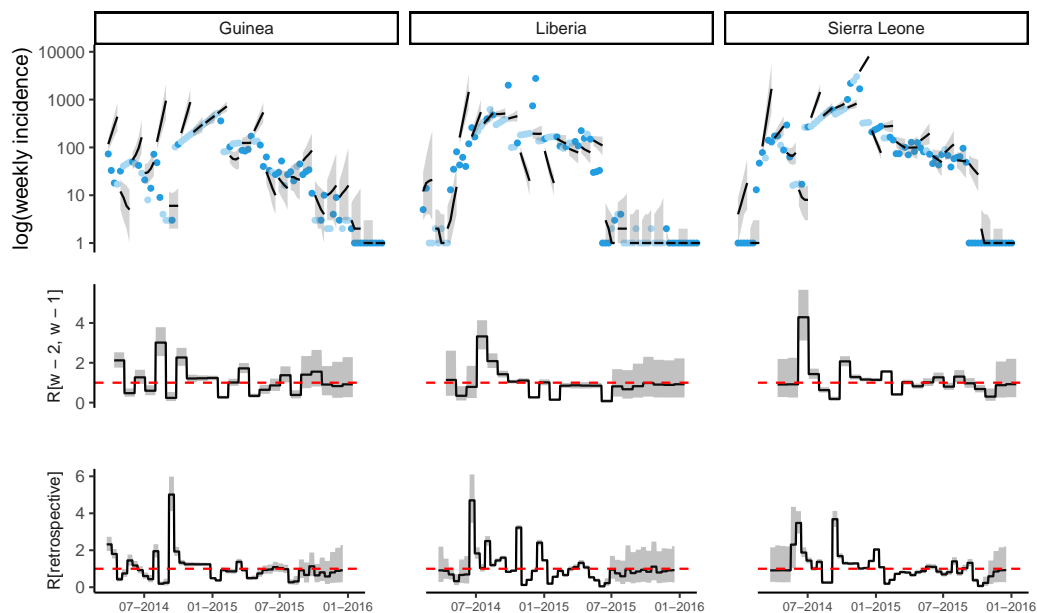 Guinea Liberia Sierra Leone
log(weekly incidence)
10000
1000
100
10
1
R[w − 2, w − 1]
4
2
0
R[retrospective]
6
4
2
0
07−2014 01−2015 07−2015 01−2016 07−2014 01−2015 07−2015 01−2016 07−2014 01−2015 07−2015 01−2016